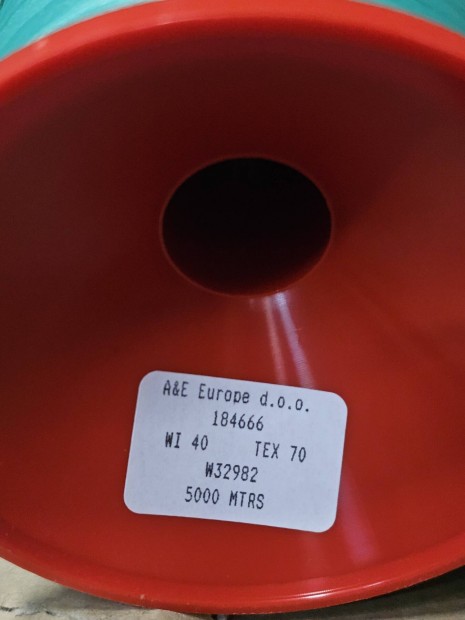 A&E Europe d.o.o.
184666
WI 40 TEX 70
W32982
5000 MTRS